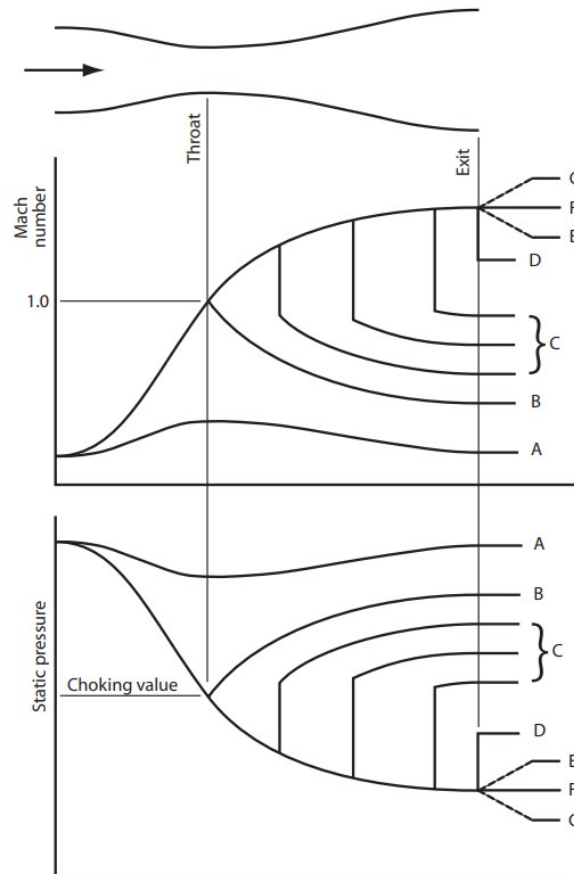 Throat
Exit
Mach
number
1.0
D
C
B
A
Static pressure
Choking value
A
B
C
D